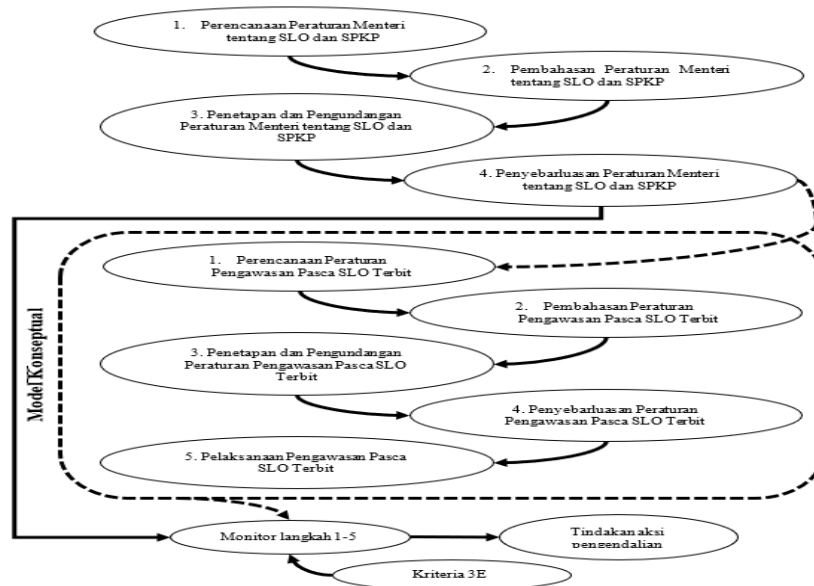 1. Perencanaan Peraturan Menteri
tentang SLO dan SPKP
2. Pembahasan Peraturan Menteri
tentang SLO dan SPKP
3. Penetapan dan Pengundangan
Peraturan Menteri tentang SLO dan
SPKP
4. Penyebarluasan Peraturan Menteri
tentang SLO dan SPKP
1. Perencanaan Peraturan
Pengawasan Pasca SLO Terbit
2. Pembahasan Peraturan
Pengawasan Pasca SLO Terbit
3. Penetapan dan Pengundangan
Peraturan Pengawasan Pasca SLO
Terbit
4. Penyebarluasan Peraturan
Pengawasan Pasca SLO Terbit
5. Pelaksanaan Pengawasan Pasca
SLO Terbit
Model Konseptual
Monitor langkah 1-5
Tindakan aksi
pengendalian
Kriteria 3E